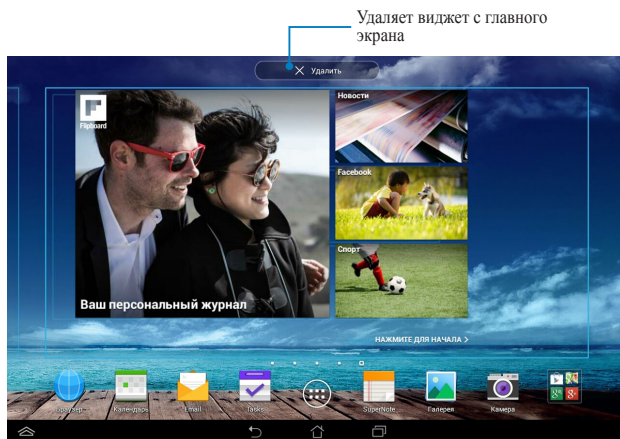 Удаляет виджет с главного
экрана
Удалить
Flipboard
Новости
Facebook
Спорт
Ваш персональный журнал
НАЖМИТЕ ДЛЯ НАЧАЛА >
Браузер
Календарь
Email
Tasks
SuperNote
Галерея
Камера